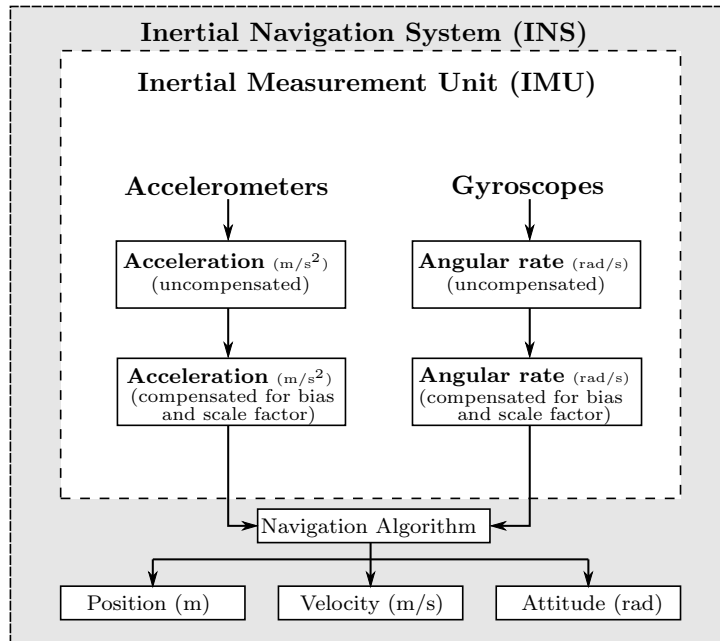 Inertial Navigation System (INS)
Inertial Measurement Unit (IMU)
Accelerometers
Gyroscopes
Acceleration (m/s²)
(uncompensated)
Angular rate (rad/s)
(uncompensated)
Acceleration (m/s²)
(compensated for bias
and scale factor)
Angular rate (rad/s)
(compensated for bias
and scale factor)
Navigation Algorithm
Position (m)
Velocity (m/s)
Attitude (rad)